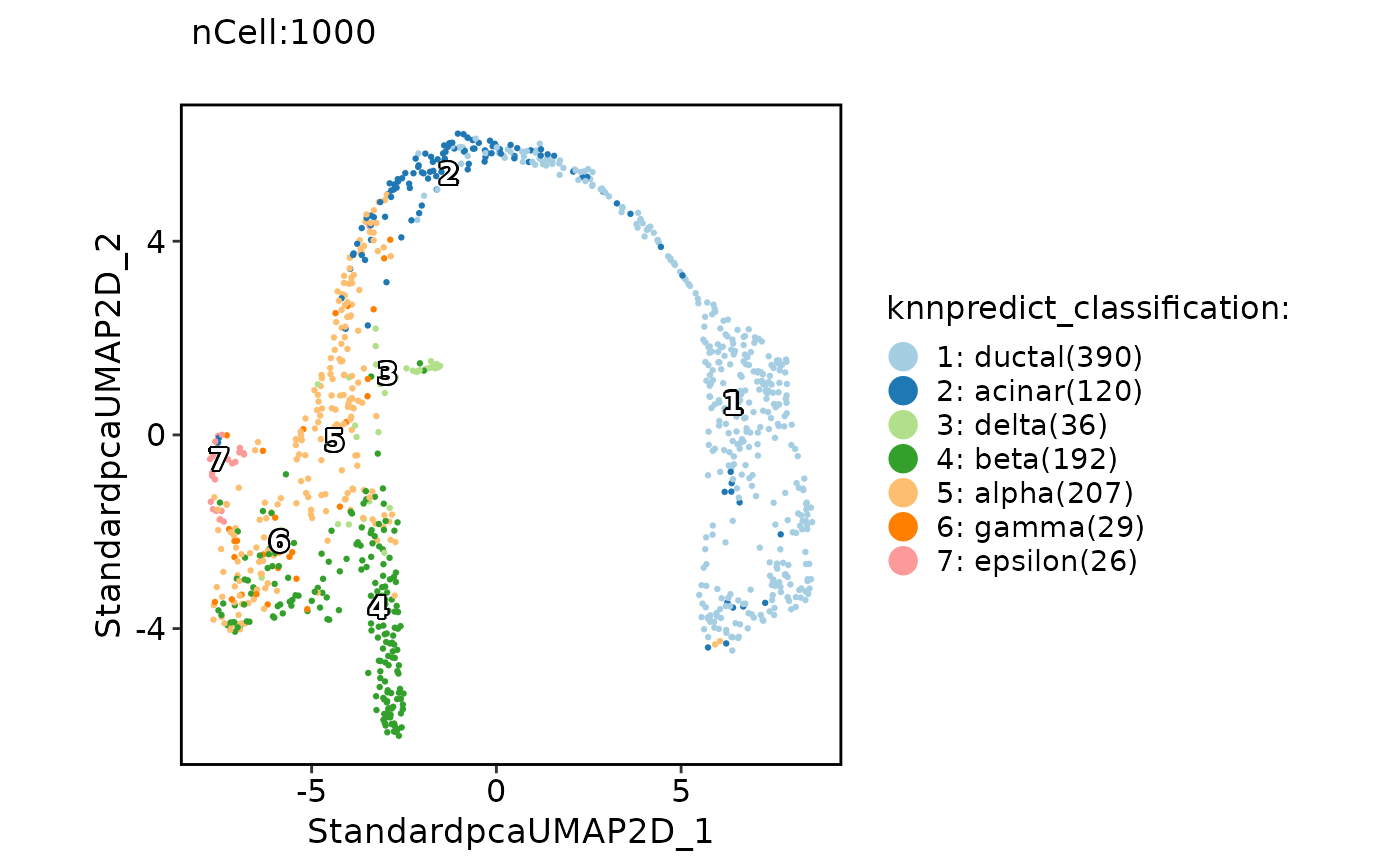 nCell:1000
StandardpcaUMAP2D_2
4
0
-4
2
3
1
5
7
6
4
-5
0
5
StandardpcaUMAP2D_1
knnpredict_classification:
1: ductal(390)
2: acinar(120)
3: delta(36)
4: beta(192)
5: alpha(207)
6: gamma(29)
7: epsilon(26)